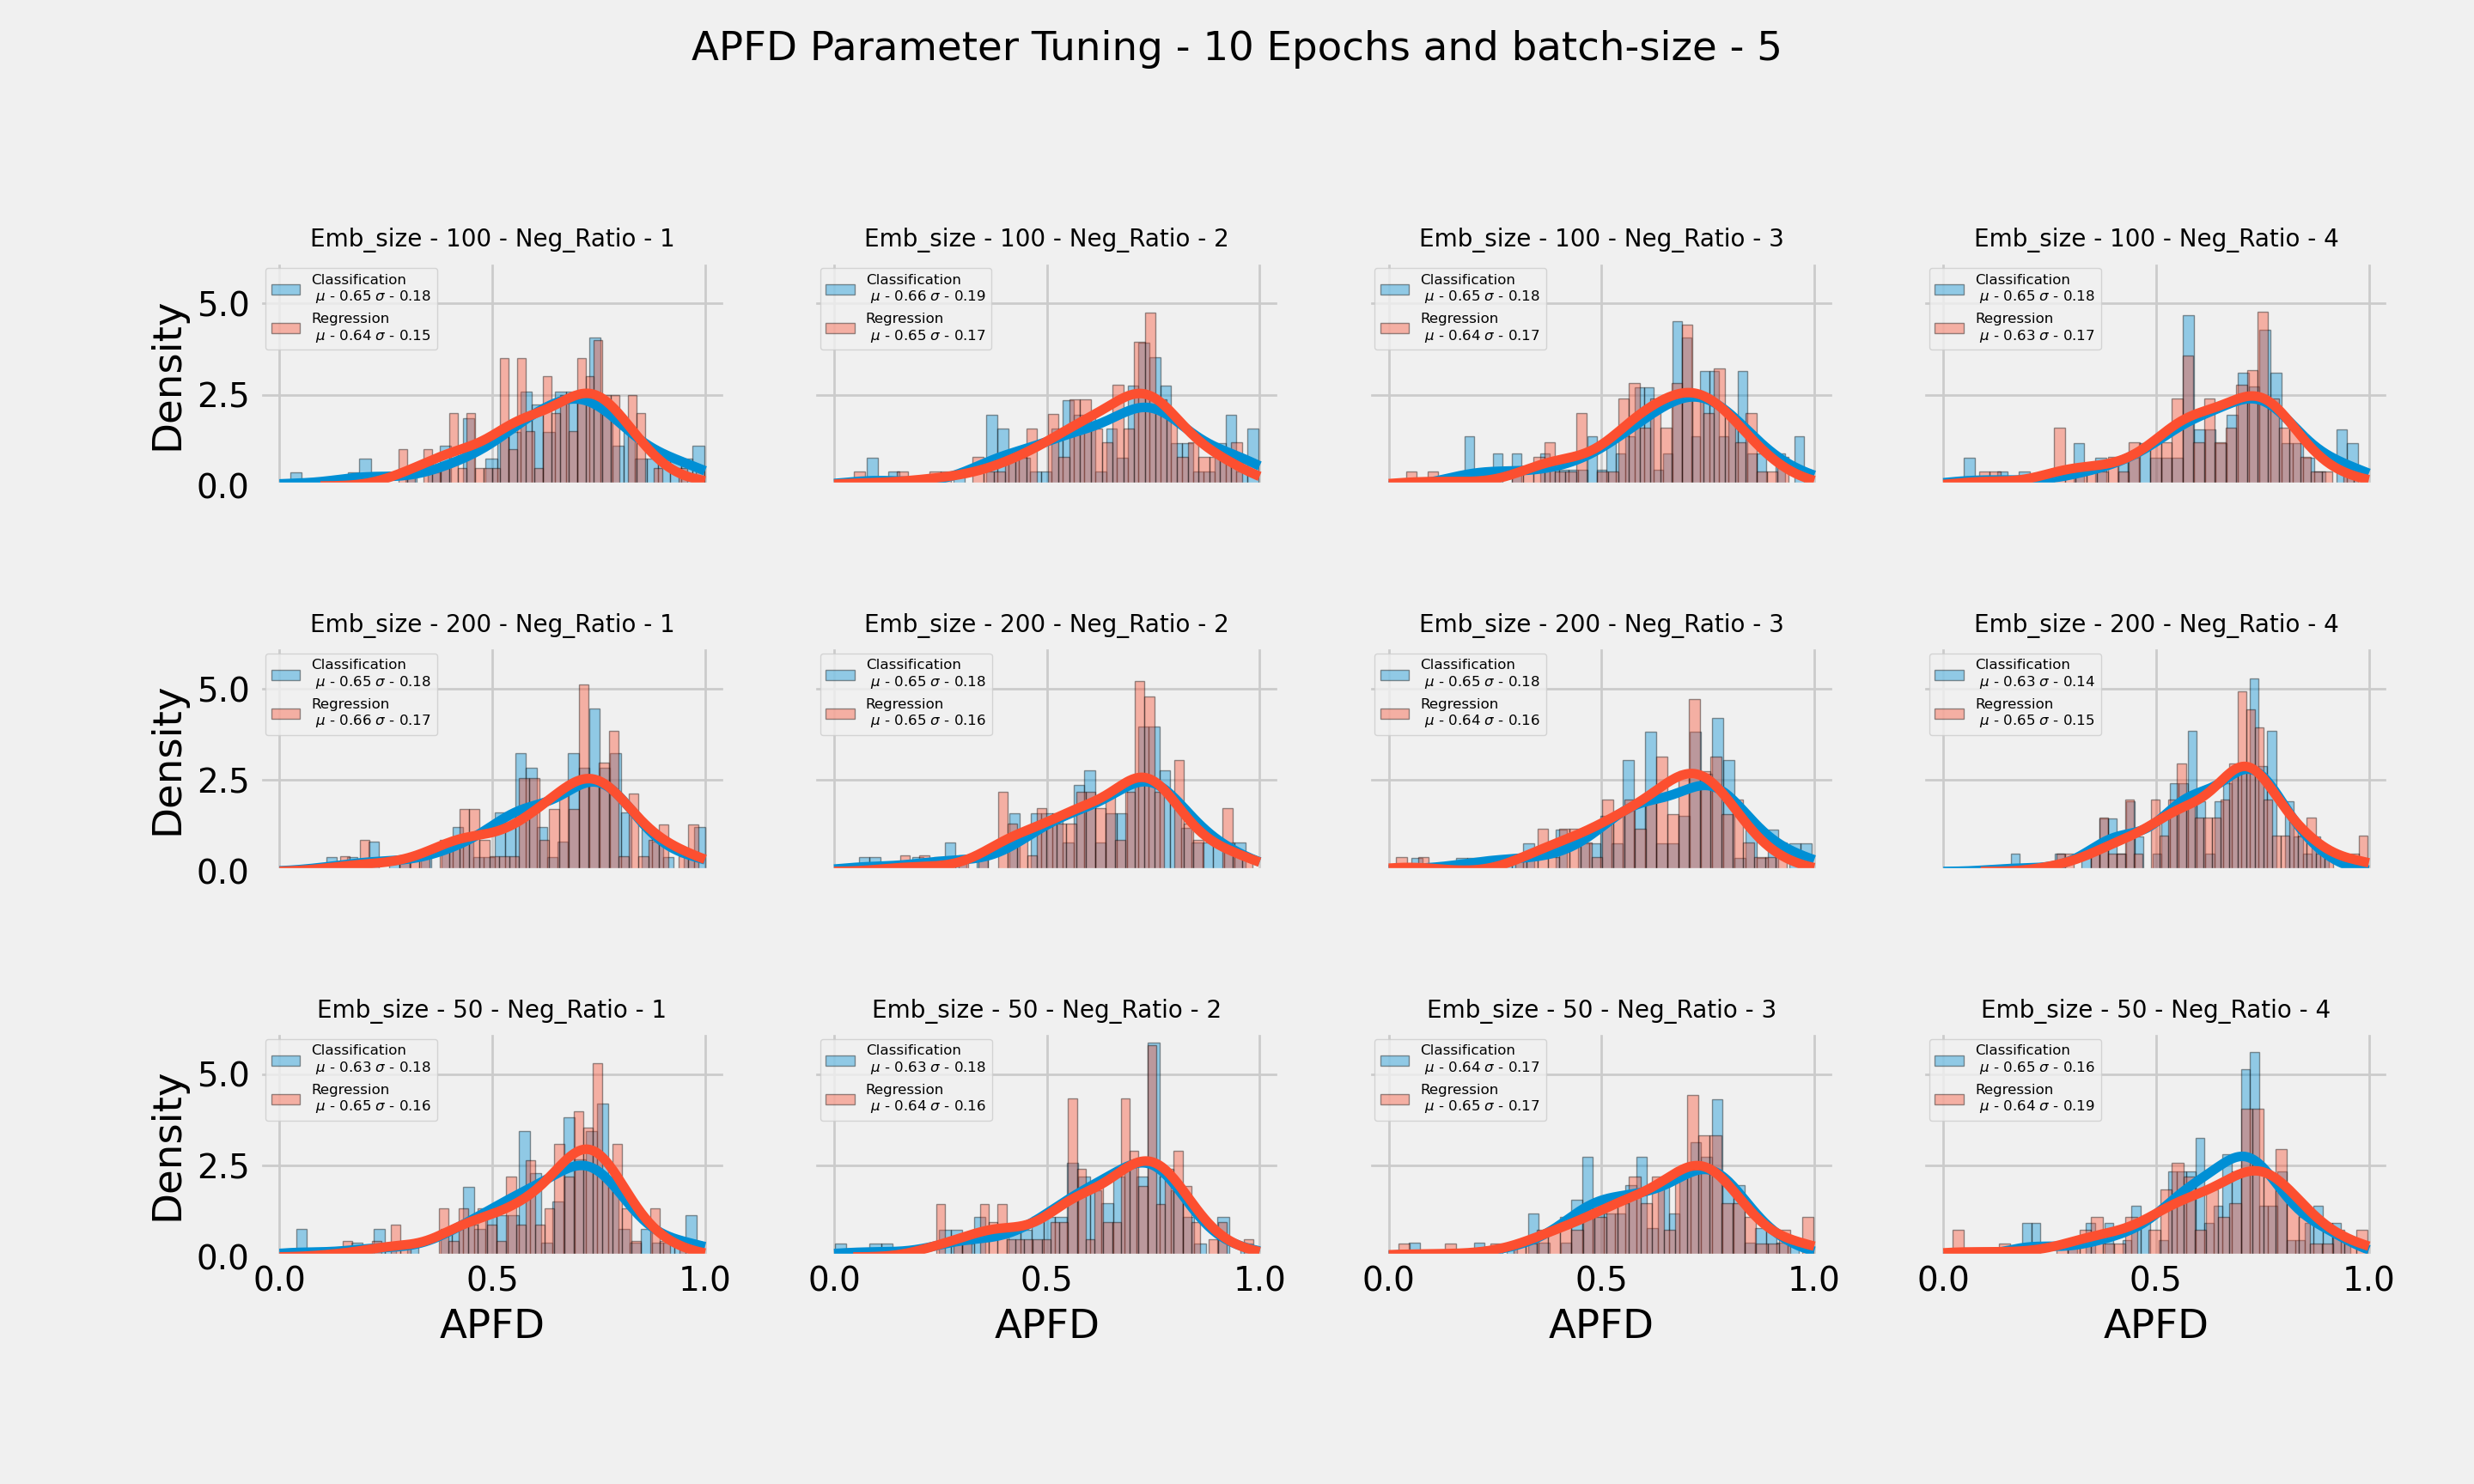 APFD Parameter Tuning - 10 Epochs and batch-size - 5
Emb_size - 100 - Neg_Ratio - 1
Classification
μ - 0.65 σ - 0.18
Regression
μ - 0.64 σ - 0.15
Density
5.0
2.5
0.0
Emb_size - 100 - Neg_Ratio - 2
Classification
μ - 0.66 σ - 0.19
Regression
μ - 0.65 σ - 0.17
Emb_size - 100 - Neg_Ratio - 3
Classification
μ - 0.65 σ - 0.18
Regression
μ - 0.64 σ - 0.17
Emb_size - 100 - Neg_Ratio - 4
Classification
μ - 0.65 σ - 0.18
Regression
μ - 0.63 σ - 0.17
Emb_size - 200 - Neg_Ratio - 1
Classification
μ - 0.65 σ - 0.18
Regression
μ - 0.66 σ - 0.17
Density
5.0
2.5
0.0
Emb_size - 200 - Neg_Ratio - 2
Classification
μ - 0.65 σ - 0.18
Regression
μ - 0.65 σ - 0.16
Emb_size - 200 - Neg_Ratio - 3
Classification
μ - 0.65 σ - 0.18
Regression
μ - 0.64 σ - 0.16
Emb_size - 200 - Neg_Ratio - 4
Classification
μ - 0.63 σ - 0.14
Regression
μ - 0.65 σ - 0.15
Emb_size - 50 - Neg_Ratio - 1
Classification
μ - 0.63 σ - 0.18
Regression
μ - 0.65 σ - 0.16
Density
5.0
2.5
0.0
0.0 0.5 1.0
APFD
Emb_size - 50 - Neg_Ratio - 2
Classification
μ - 0.63 σ - 0.18
Regression
μ - 0.64 σ - 0.16
0.0 0.5 1.0
APFD
Emb_size - 50 - Neg_Ratio - 3
Classification
μ - 0.64 σ - 0.17
Regression
μ - 0.65 σ - 0.17
0.0 0.5 1.0
APFD
Emb_size - 50 - Neg_Ratio - 4
Classification
μ - 0.65 σ - 0.16
Regression
μ - 0.64 σ - 0.19
0.0 0.5 1.0
APFD